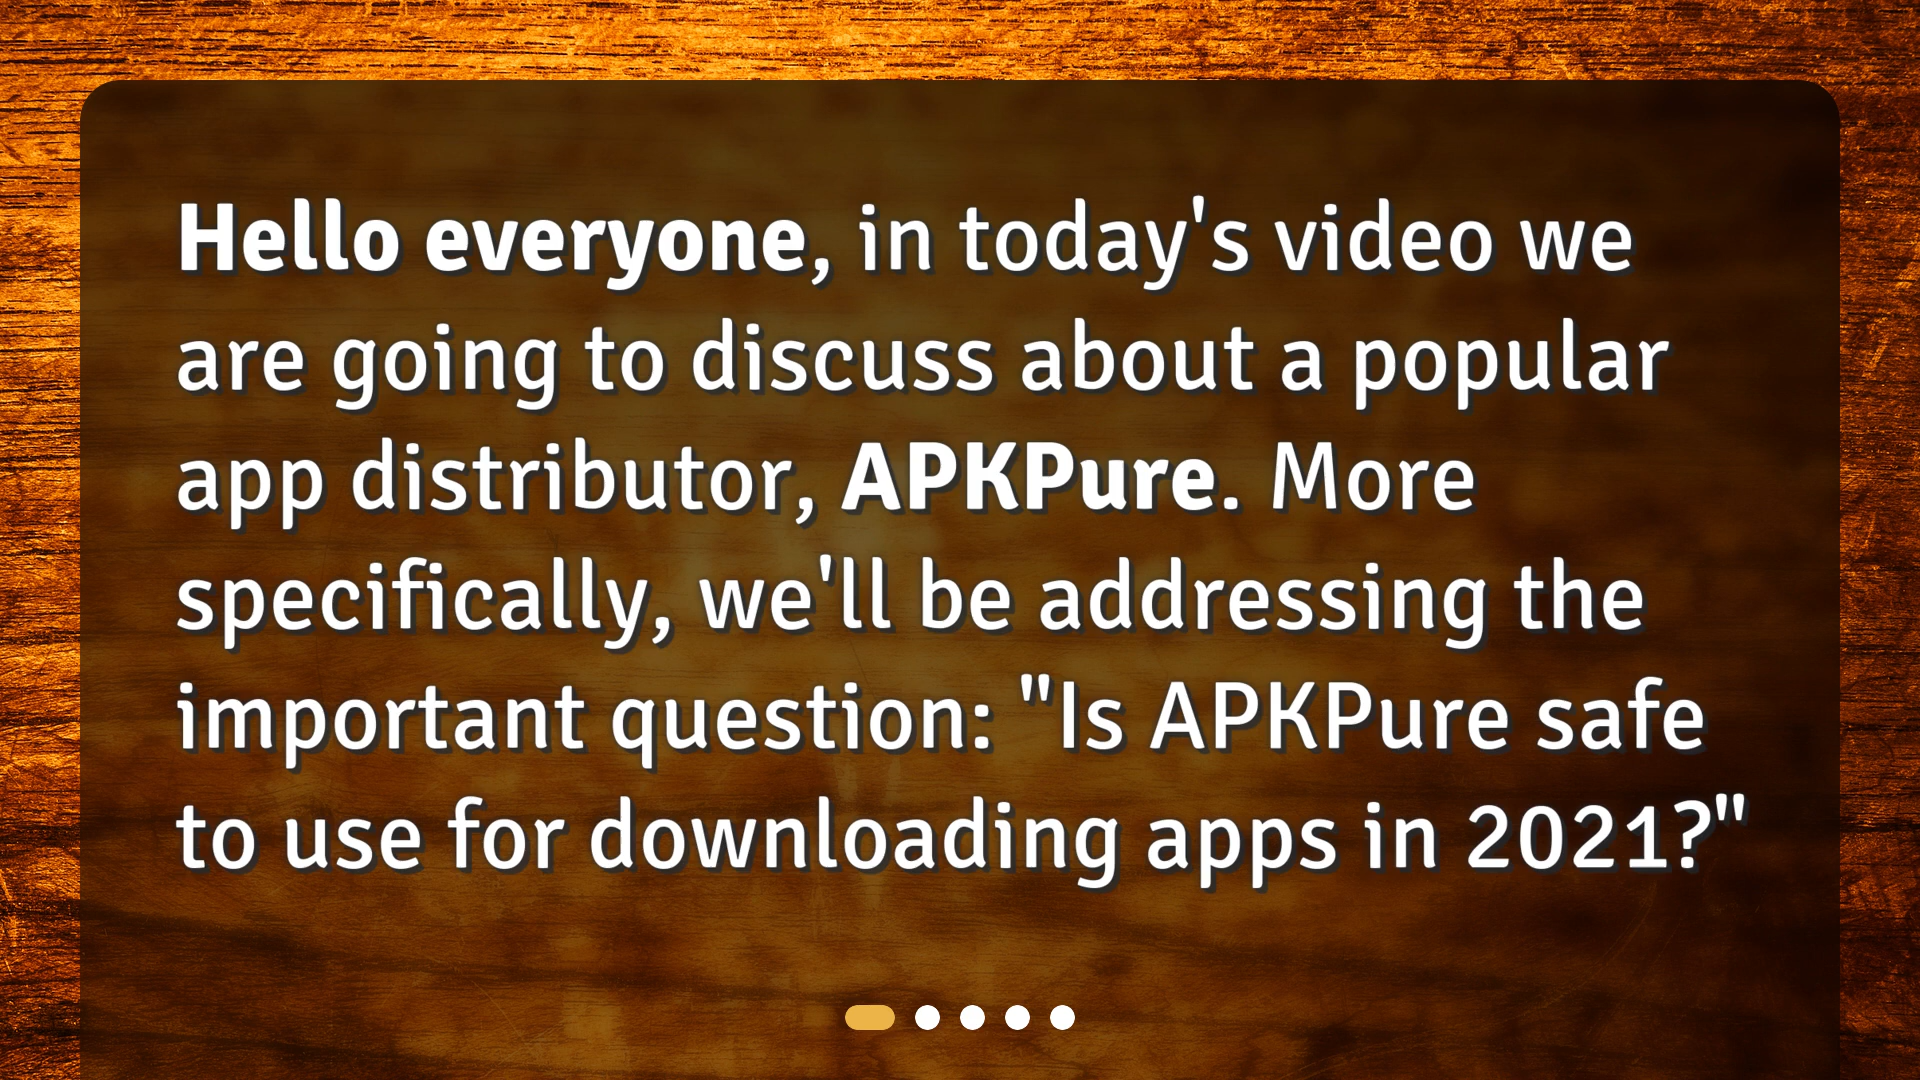 Hello everyone, in today's video we
are going to discuss about a popular
app distributor, APKPure. More
specifically, we'll be addressing the
important question: "Is APKPure safe
to use for downloading apps in 2021?"